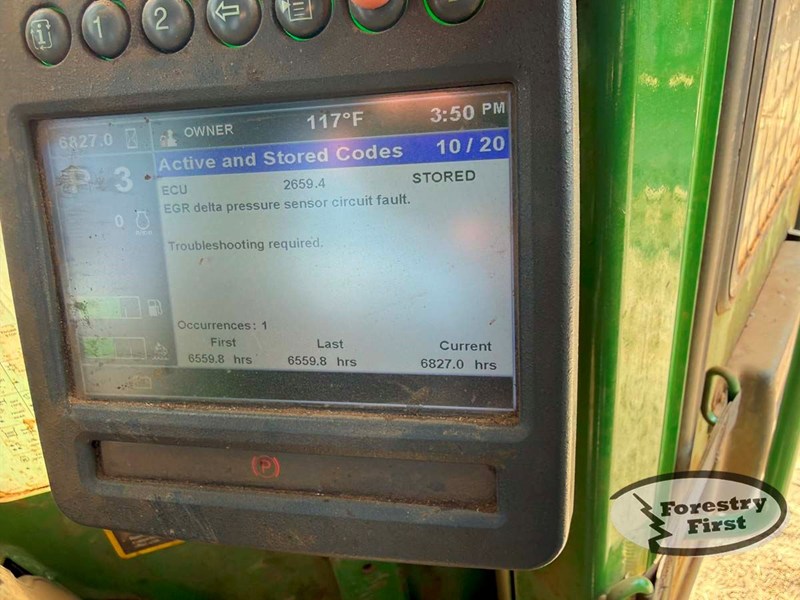 1 2
6827.0 OWNER 117°F 3:50 PM
Active and Stored Codes 10 / 20
3
ECU 2659.4 STORED
EGR delta pressure sensor circuit fault.
0
Troubleshooting required.
Occurrences: 1
First Last Current
6559.8 hrs 6559.8 hrs 6827.0 hrs
P
Forestry
First